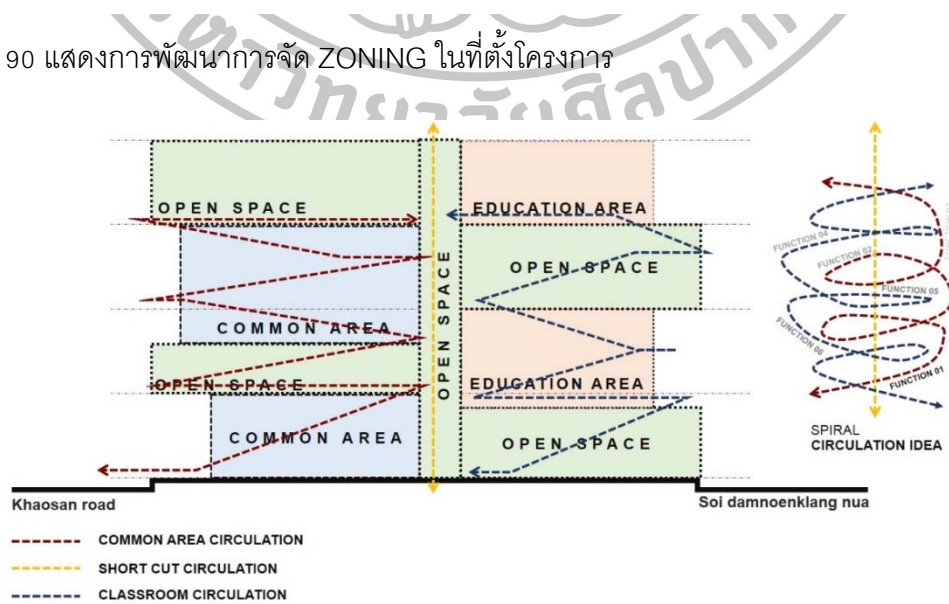 90 แสดงการพัฒนาการจัด ZONING ในที่ตั้งโครงการ
OPEN SPACE
EDUCATION AREA
OPEN SPACE
OPEN SPACE
COMMON AREA
OPEN SPACE
EDUCATION AREA
COMMON AREA
OPEN SPACE
FUNCTION 04
FUNCTION 02
FUNCTION 05
FUNCTION 06
FUNCTION 01
SPIRAL
CIRCULATION IDEA
Khaosan road
Soi damnoenklang nua
COMMON AREA CIRCULATION
SHORT CUT CIRCULATION
CLASSROOM CIRCULATION